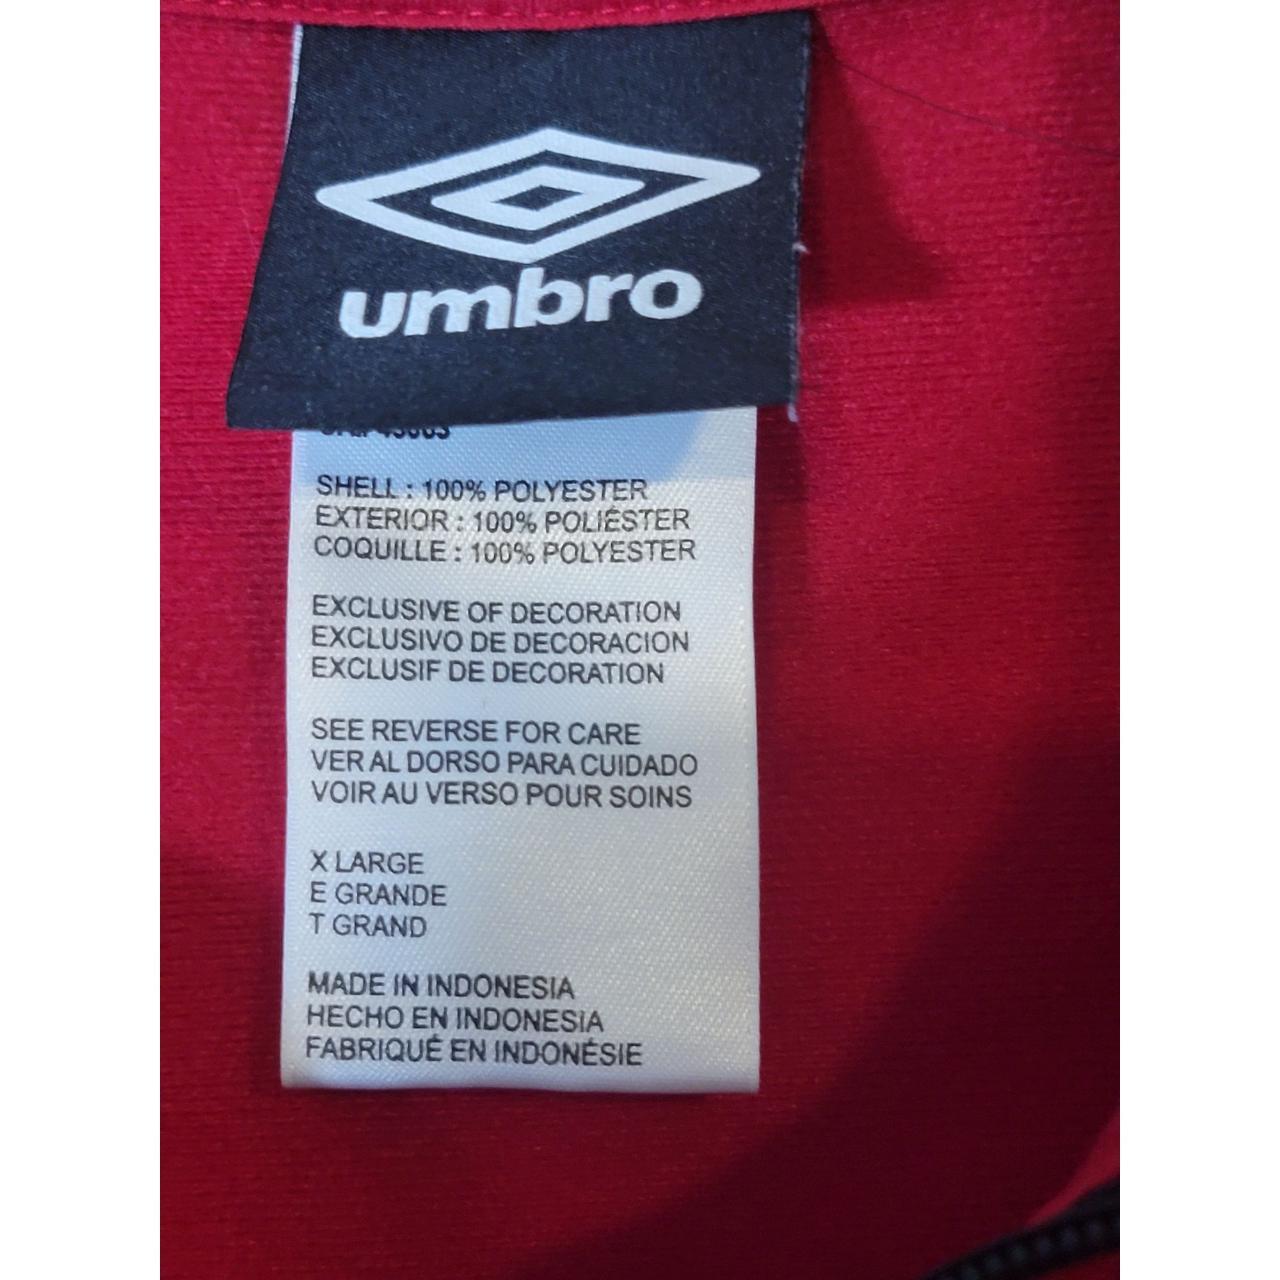 umbro
SHELL : 100% POLYESTER
EXTERIOR : 100% POLIÉSTER
COQUILLE : 100% POLYESTER
EXCLUSIVE OF DECORATION
EXCLUSIVO DE DECORACION
EXCLUSIF DE DECORATION
SEE REVERSE FOR CARE
VER AL DORSO PARA CUIDADO
VOIR AU VERSO POUR SOINS
X LARGE
E GRANDE
T GRAND
MADE IN INDONESIA
HECHO EN INDONESIA
FABRIQUÉ EN INDONÉSIE